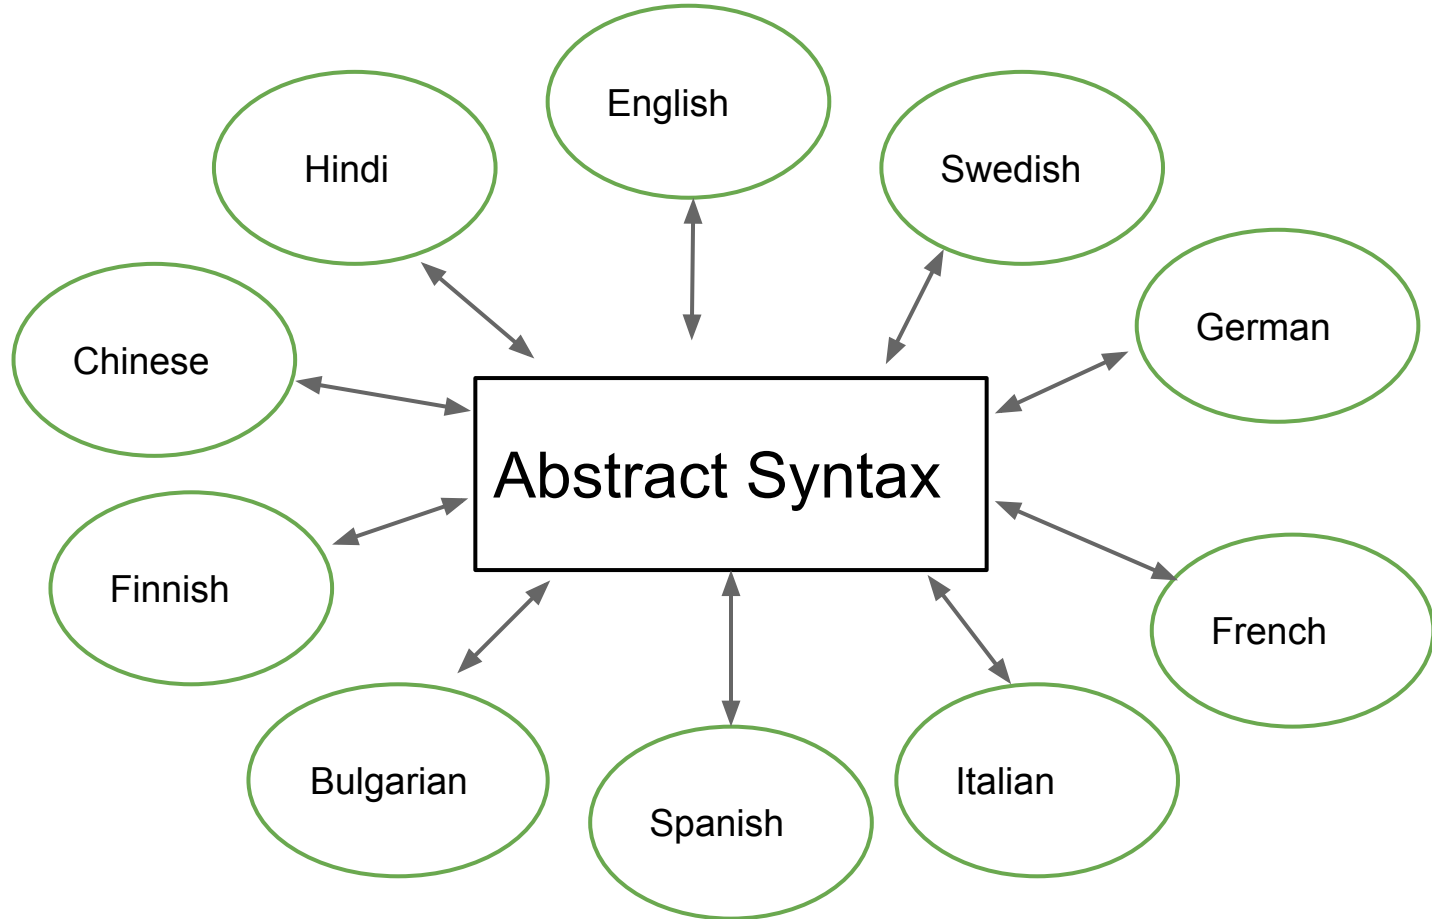 English
Hindi
Swedish
German
Chinese
Abstract Syntax
Finnish
French
Bulgarian
Italian
Spanish